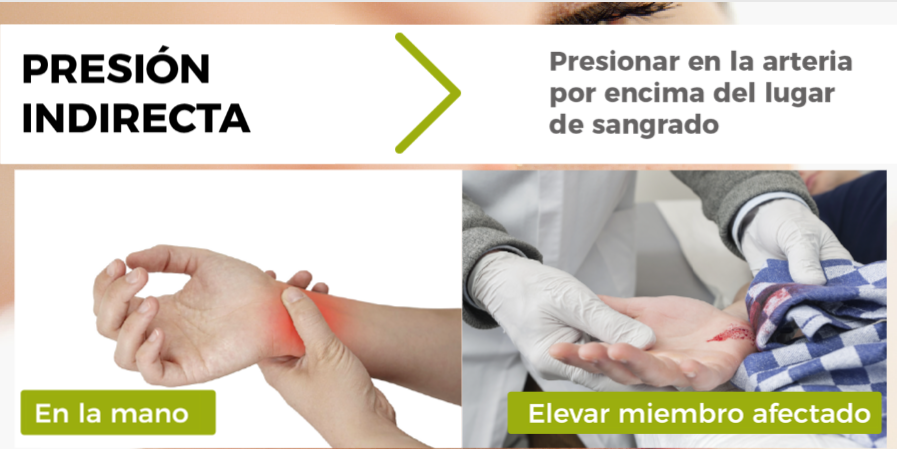 PRESIÓN
INDIRECTA
Presionar en la arteria
por encima del lugar
de sangrado
En la mano
Elevar miembro afectado